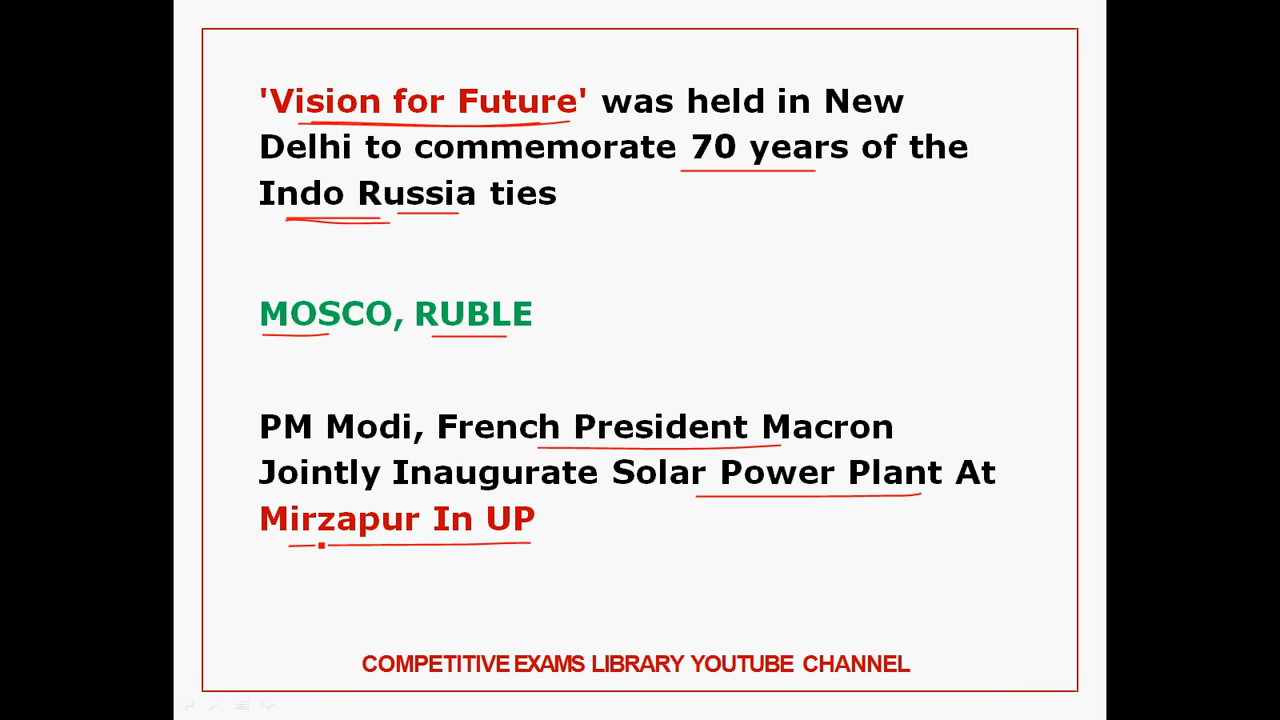 'Vision for Future' was held in New
Delhi to commemorate 70 years of the
Indo Russia ties
MOSCO, RUBLE
PM Modi, French President Macron
Jointly Inaugurate Solar Power Plant At
Mirzapur In UP
COMPETITIVE EXAMS LIBRARY YOUTUBE CHANNEL